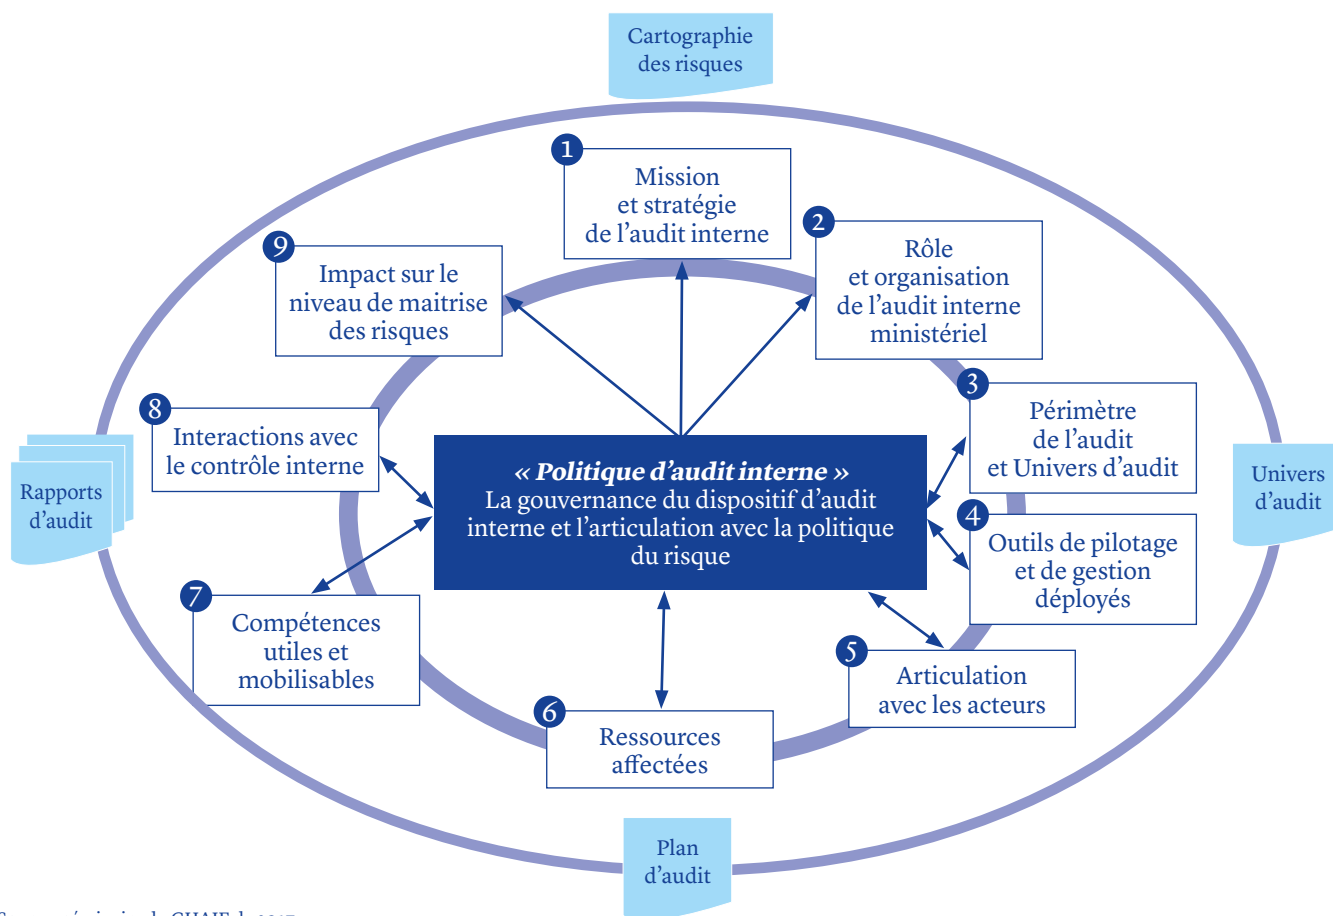 Cartographie
des risques
1
Mission
et stratégie
de l'audit interne
2
Rôle
et organisation
de l'audit interne
ministériel
3
Périmètre
de l'audit
et Univers d'audit
4
Outils de pilotage
et de gestion
déployés
5
Articulation
avec les acteurs
6
Ressources
affectées
7
Compétences
utiles et
mobilisables
8
Interactions avec
le contrôle interne
9
Impact sur le
niveau de maitrise
des risques
« Politique d'audit interne »
La gouvernance du dispositif d'audit
interne et l'articulation avec la politique
du risque
Rapports
d'audit
Univers
d'audit
Plan
d'audit